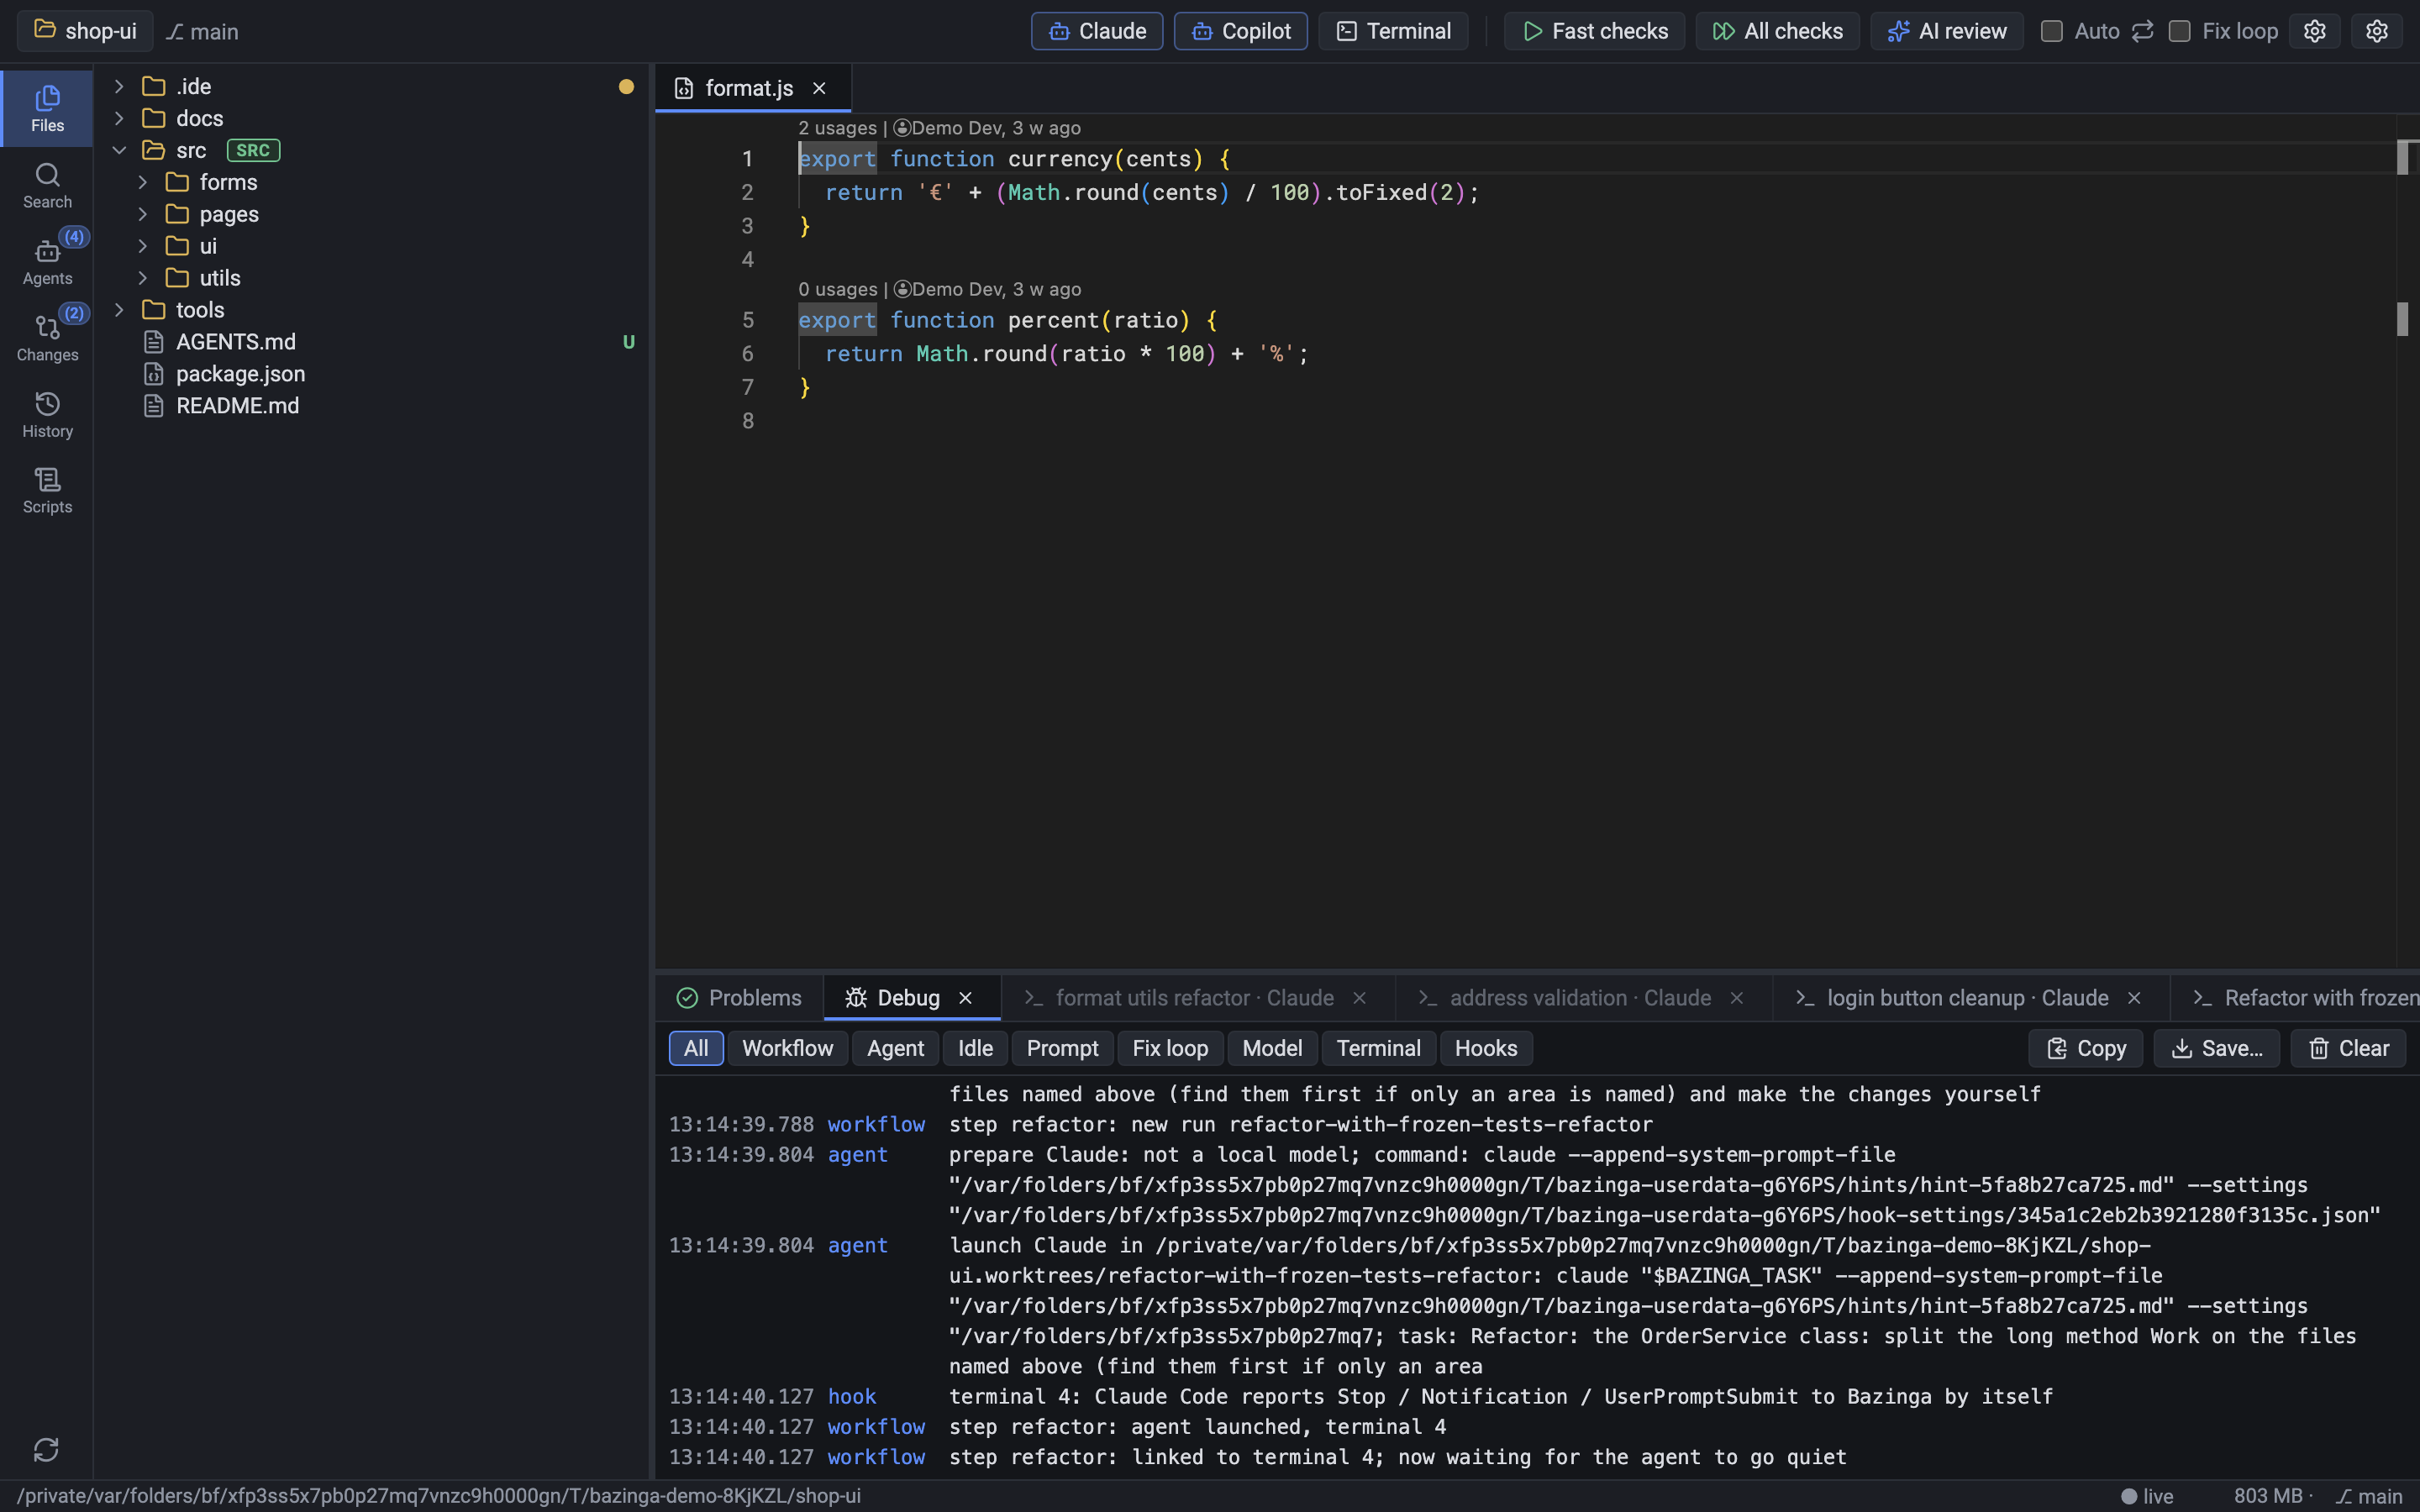 shop-ui main Claude Copilot Terminal Fast checks All checks AI review Auto Fix loop
Files
Search
(4)
Agents
(2)
Changes
History
Scripts
.ide
docs
src SRC
forms
pages
ui
utils
tools
AGENTS.md U
package.json
README.md
format.js
2 usages | Demo Dev, 3 w ago
1 export function currency(cents) {
2 return '€' + (Math.round(cents) / 100).toFixed(2);
3 }
4
0 usages | Demo Dev, 3 w ago
5 export function percent(ratio) {
6 return Math.round(ratio * 100) + '%';
7 }
8
Problems Debug format utils refactor · Claude address validation · Claude login button cleanup · Claude Refactor with frozen
All Workflow Agent Idle Prompt Fix loop Model Terminal Hooks Copy Save... Clear
files named above (find them first if only an area is named) and make the changes yourself
13:14:39.788 workflow step refactor: new run refactor-with-frozen-tests-refactor
13:14:39.804 agent prepare Claude: not a local model; command: claude --append-system-prompt-file
"/var/folders/bf/xfp3ss5x7pb0p27mq7vnzc9h0000gn/T/bazinga-userdata-g6Y6PS/hints/hint-5fa8b27ca725.md" --settings
"/var/folders/bf/xfp3ss5x7pb0p27mq7vnzc9h0000gn/T/bazinga-userdata-g6Y6PS/hook-settings/345a1c2eb2b3921280f3135c.json"
13:14:39.804 agent launch Claude in /private/var/folders/bf/xfp3ss5x7pb0p27mq7vnzc9h0000gn/T/bazinga-demo-8KjKZL/shop-
ui.worktrees/refactor-with-frozen-tests-refactor: claude "$BAZINGA_TASK" --append-system-prompt-file
"/var/folders/bf/xfp3ss5x7pb0p27mq7vnzc9h0000gn/T/bazinga-userdata-g6Y6PS/hints/hint-5fa8b27ca725.md" --settings
"/var/folders/bf/xfp3ss5x7pb0p27mq7; task: Refactor: the OrderService class: split the long method Work on the files
named above (find them first if only an area
13:14:40.127 hook terminal 4: Claude Code reports Stop / Notification / UserPromptSubmit to Bazinga by itself
13:14:40.127 workflow step refactor: agent launched, terminal 4
13:14:40.127 workflow step refactor: linked to terminal 4; now waiting for the agent to go quiet
/private/var/folders/bf/xfp3ss5x7pb0p27mq7vnzc9h0000gn/T/bazinga-demo-8KjKZL/shop-ui live 803 MB · main